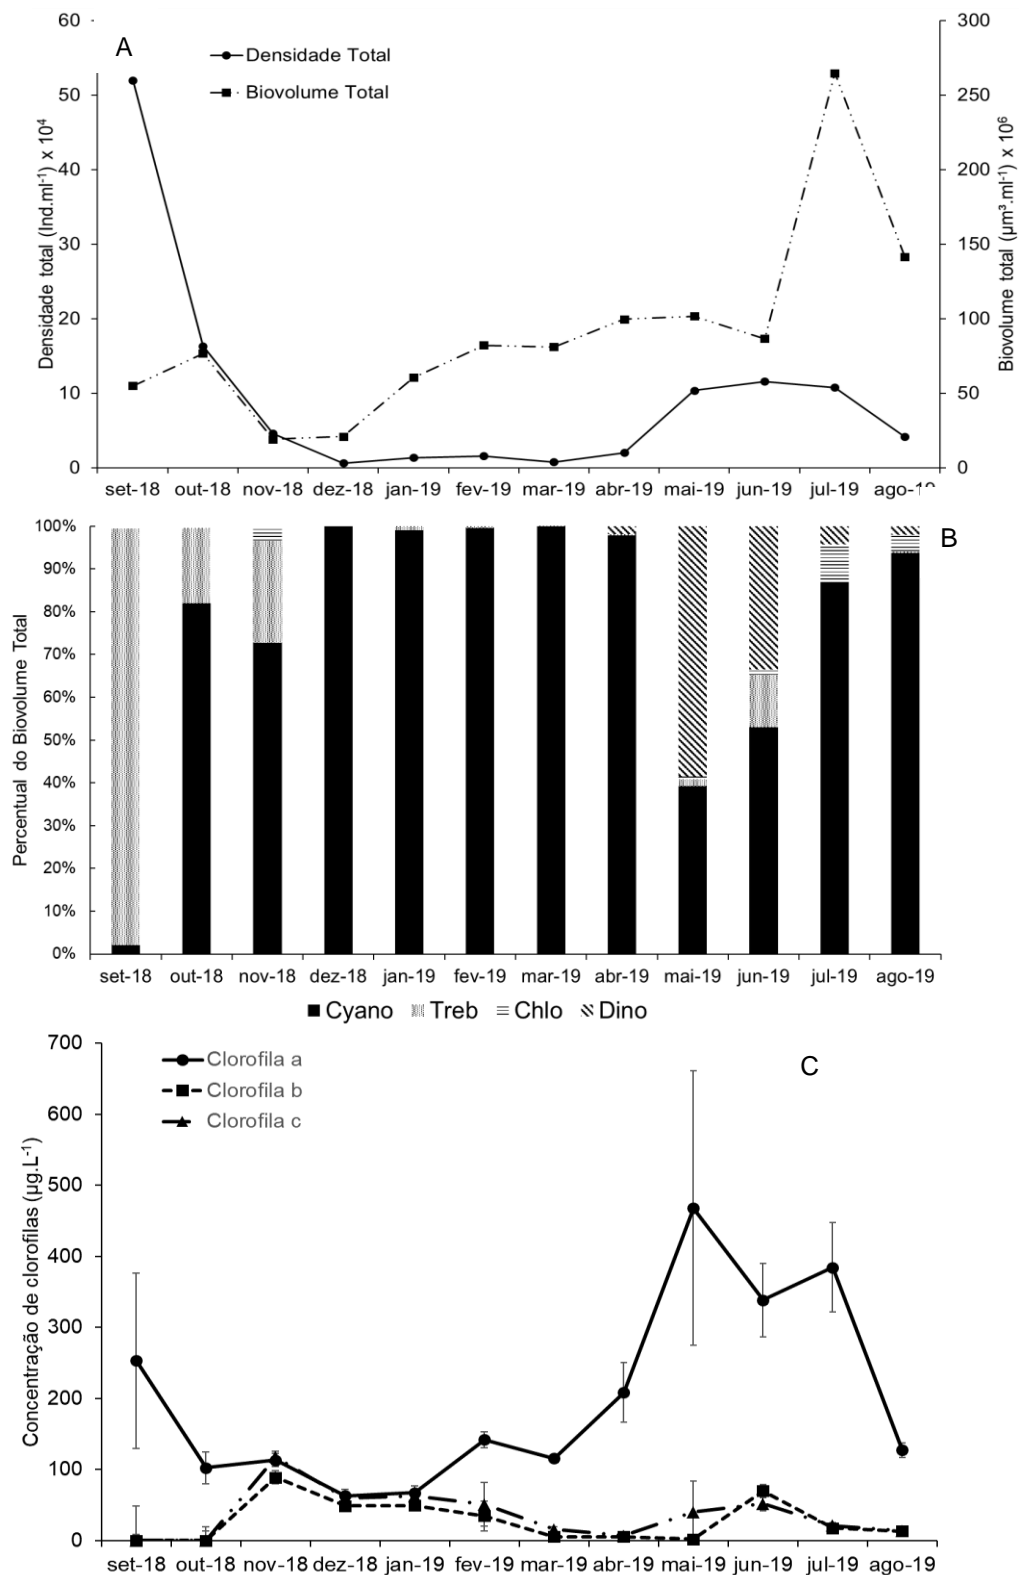 A
Densidade Total
Biovolume Total
Densidade total (Ind.ml⁻¹) x 10⁴
60
50
40
30
20
10
0
Biovolume total (µm³.ml⁻¹) x 10⁶
300
250
200
150
100
50
0
set-18 out-18 nov-18 dez-18 jan-19 fev-19 mar-19 abr-19 mai-19 jun-19 jul-19 ago-19
B
Percentual do Biovolume Total
100%
90%
80%
70%
60%
50%
40%
30%
20%
10%
0%
set-18 out-18 nov-18 dez-18 jan-19 fev-19 mar-19 abr-19 mai-19 jun-19 jul-19 ago-19
Cyano Treb Chlo Dino
C
Clorofila a
Clorofila b
Clorofila c
Concentração de clorofilas (µg.L⁻¹)
700
600
500
400
300
200
100
0
set-18 out-18 nov-18 dez-18 jan-19 fev-19 mar-19 abr-19 mai-19 jun-19 jul-19 ago-19